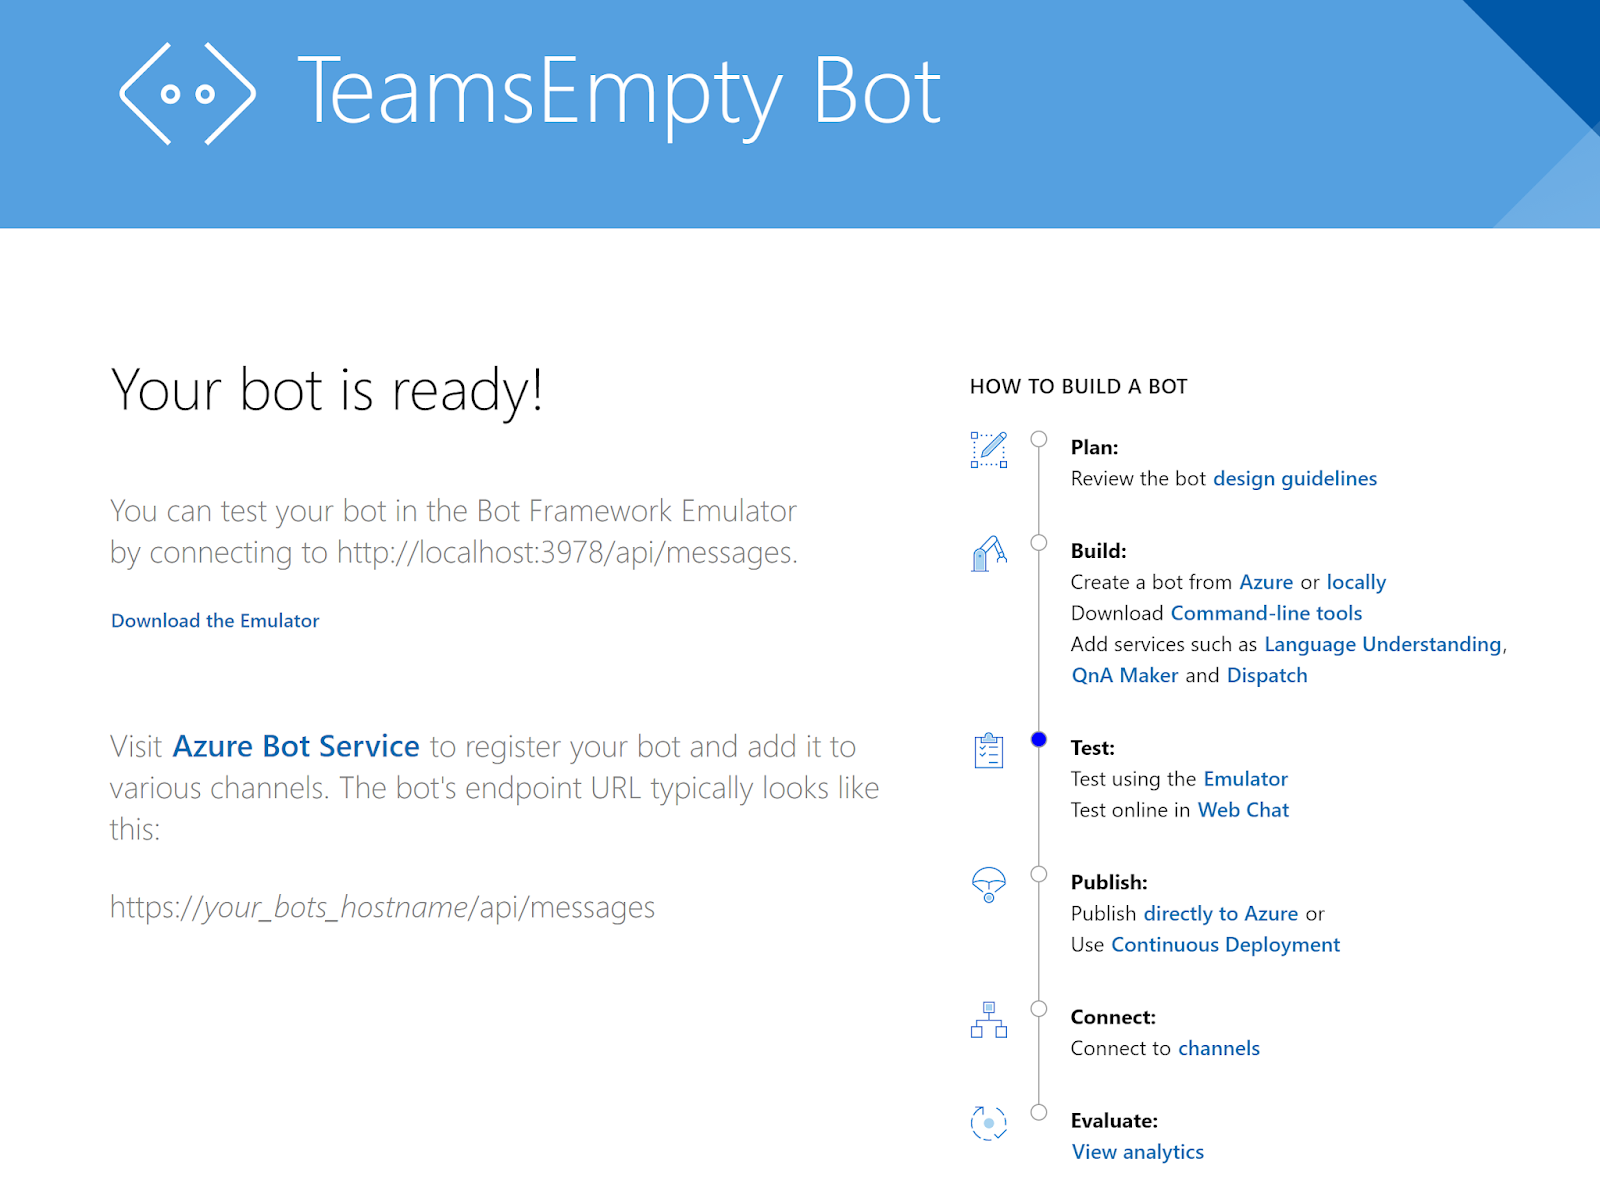 TeamsEmpty Bot
Your bot is ready!
You can test your bot in the Bot Framework Emulator
by connecting to http://localhost:3978/api/messages.
Download the Emulator
Visit Azure Bot Service to register your bot and add it to
various channels. The bot's endpoint URL typically looks like
this:
https://your_bots_hostname/api/messages
HOW TO BUILD A BOT
Plan:
Review the bot design guidelines
Build:
Create a bot from Azure or locally
Download Command-line tools
Add services such as Language Understanding,
QnA Maker and Dispatch
Test:
Test using the Emulator
Test online in Web Chat
Publish:
Publish directly to Azure or
Use Continuous Deployment
Connect:
Connect to channels
Evaluate:
View analytics